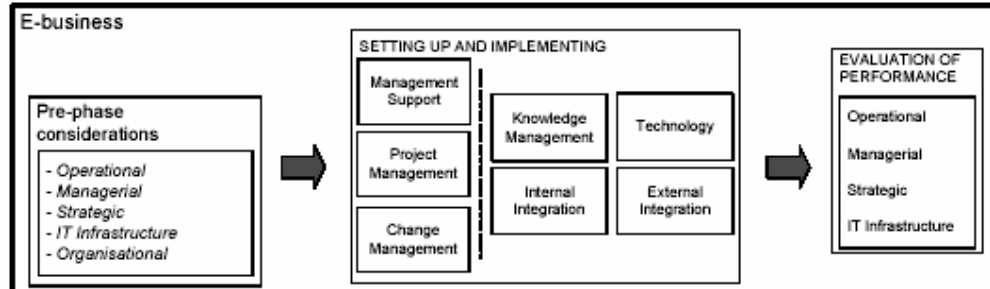 E-business
Pre-phase
considerations
- Operational
- Managerial
- Strategic
- IT Infrastructure
- Organisational
SETTING UP AND IMPLEMENTING
Management
Support
Project
Management
Change
Management
Knowledge
Management
Technology
Internal
Integration
External
Integration
EVALUATION OF
PERFORMANCE
Operational
Managerial
Strategic
IT Infrastructure